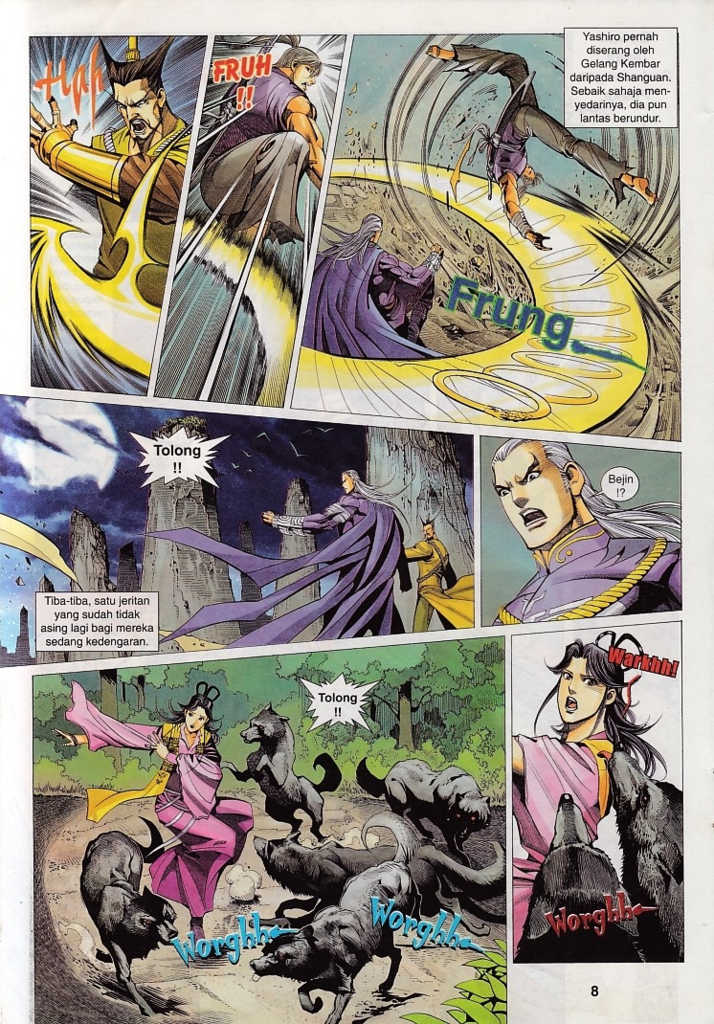 Hah
FRUH
!!
Yashiro pernah
diserang oleh
Gelang Kembar
daripada Shanguan.
Sebaik sahaja men-
yedarinya, dia pun
lantas berundur.
Frung
Tolong
!!
Tiba-tiba, satu jeritan
yang sudah tidak
asing lagi bagi mereka
kedengaran.
Bejin
!?
Tolong
!!
Worghh
Worghh
Warkhh!
Worghh
8